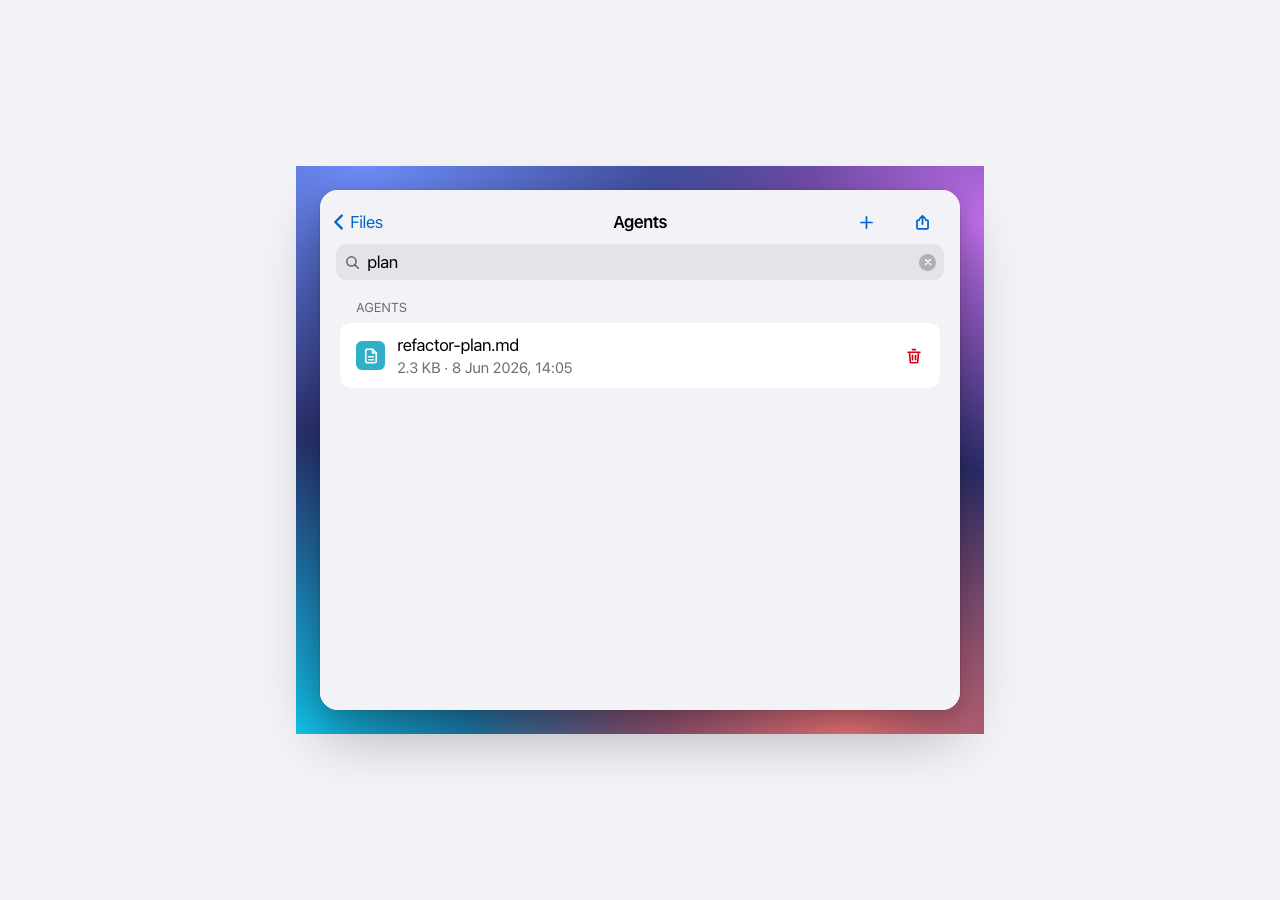 Files
Agents
plan
AGENTS
refactor-plan.md
2.3 KB · 8 Jun 2026, 14:05